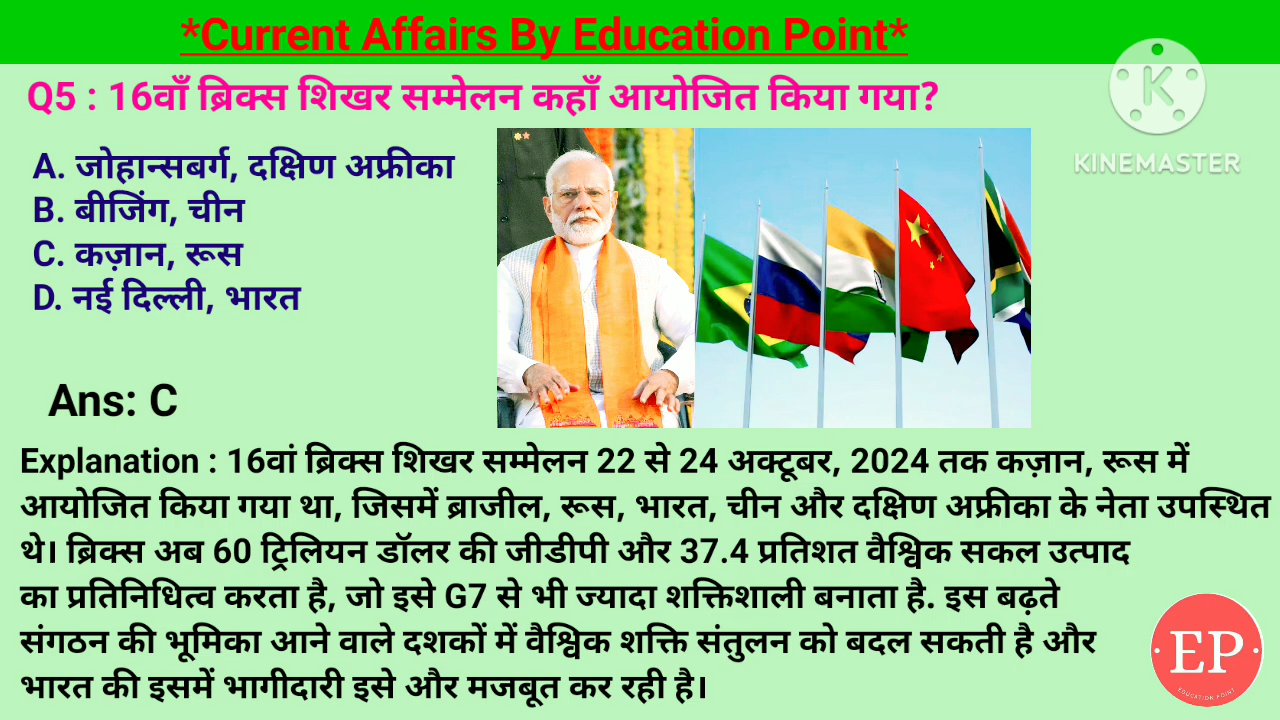 *Current Affairs By Education Point*
Q5 : 16वाँ ब्रिक्स शिखर सम्मेलन कहाँ आयोजित किया गया?
KINEMASTER
A. जोहान्सबर्ग, दक्षिण अफ्रीका
B. बीजिंग, चीन
C. कज़ान, रूस
D. नई दिल्ली, भारत
Ans: C
Explanation : 16वां ब्रिक्स शिखर सम्मेलन 22 से 24 अक्टूबर, 2024 तक कज़ान, रूस में
आयोजित किया गया था, जिसमें ब्राजील, रूस, भारत, चीन और दक्षिण अफ्रीका के नेता उपस्थित
थे। ब्रिक्स अब 60 ट्रिलियन डॉलर की जीडीपी और 37.4 प्रतिशत वैश्विक सकल उत्पाद
का प्रतिनिधित्व करता है, जो इसे G7 से भी ज्यादा शक्तिशाली बनाता है. इस बढ़ते
संगठन की भूमिका आने वाले दशकों में वैश्विक शक्ति संतुलन को बदल सकती है और
भारत की इसमें भागीदारी इसे और मजबूत कर रही है।
EP
EDUCATION POINT